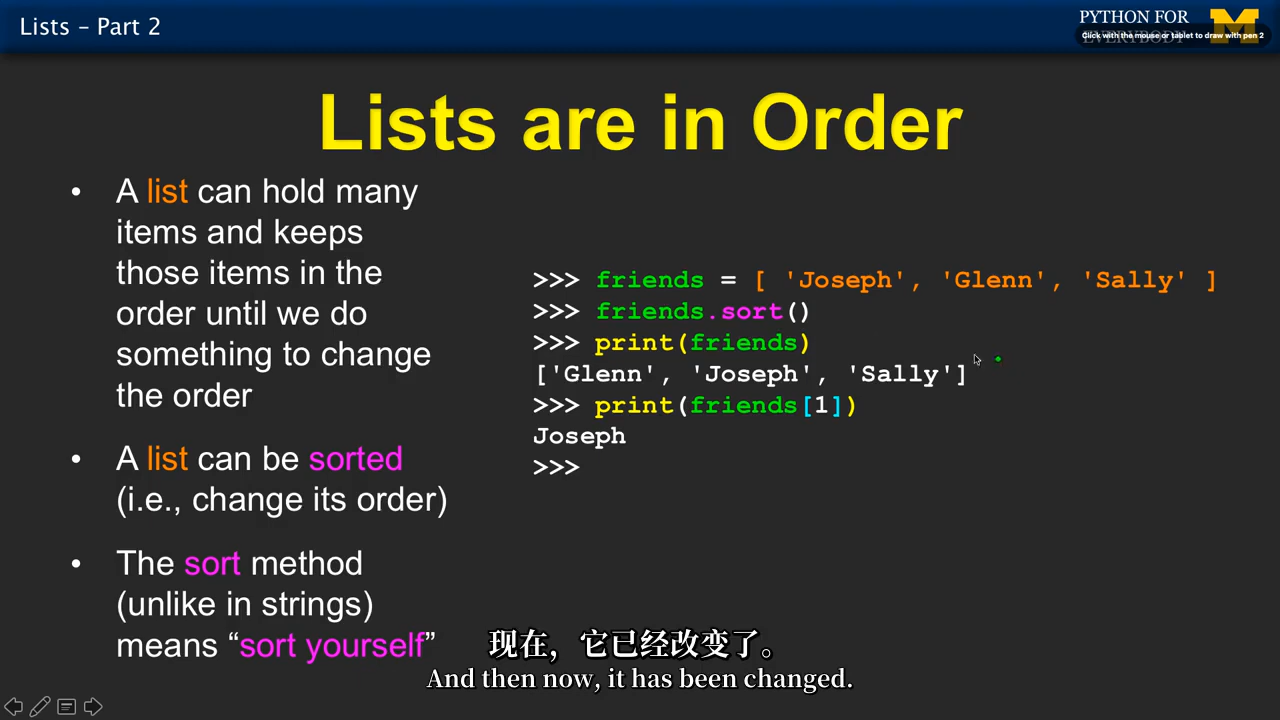 Lists – Part 2
PYTHON FOR
EVERYBODY
Click with the mouse or tablet to draw with pen 2
Lists are in Order
• A list can hold many
items and keeps
those items in the
order until we do
something to change
the order
• A list can be sorted
(i.e., change its order)
• The sort method
(unlike in strings)
means “sort yourself”
>>> friends = [ 'Joseph', 'Glenn', 'Sally' ]
>>> friends.sort()
>>> print(friends)
['Glenn', 'Joseph', 'Sally']
>>> print(friends[1])
Joseph
>>>
现在，它已经改变了。
And then now, it has been changed.